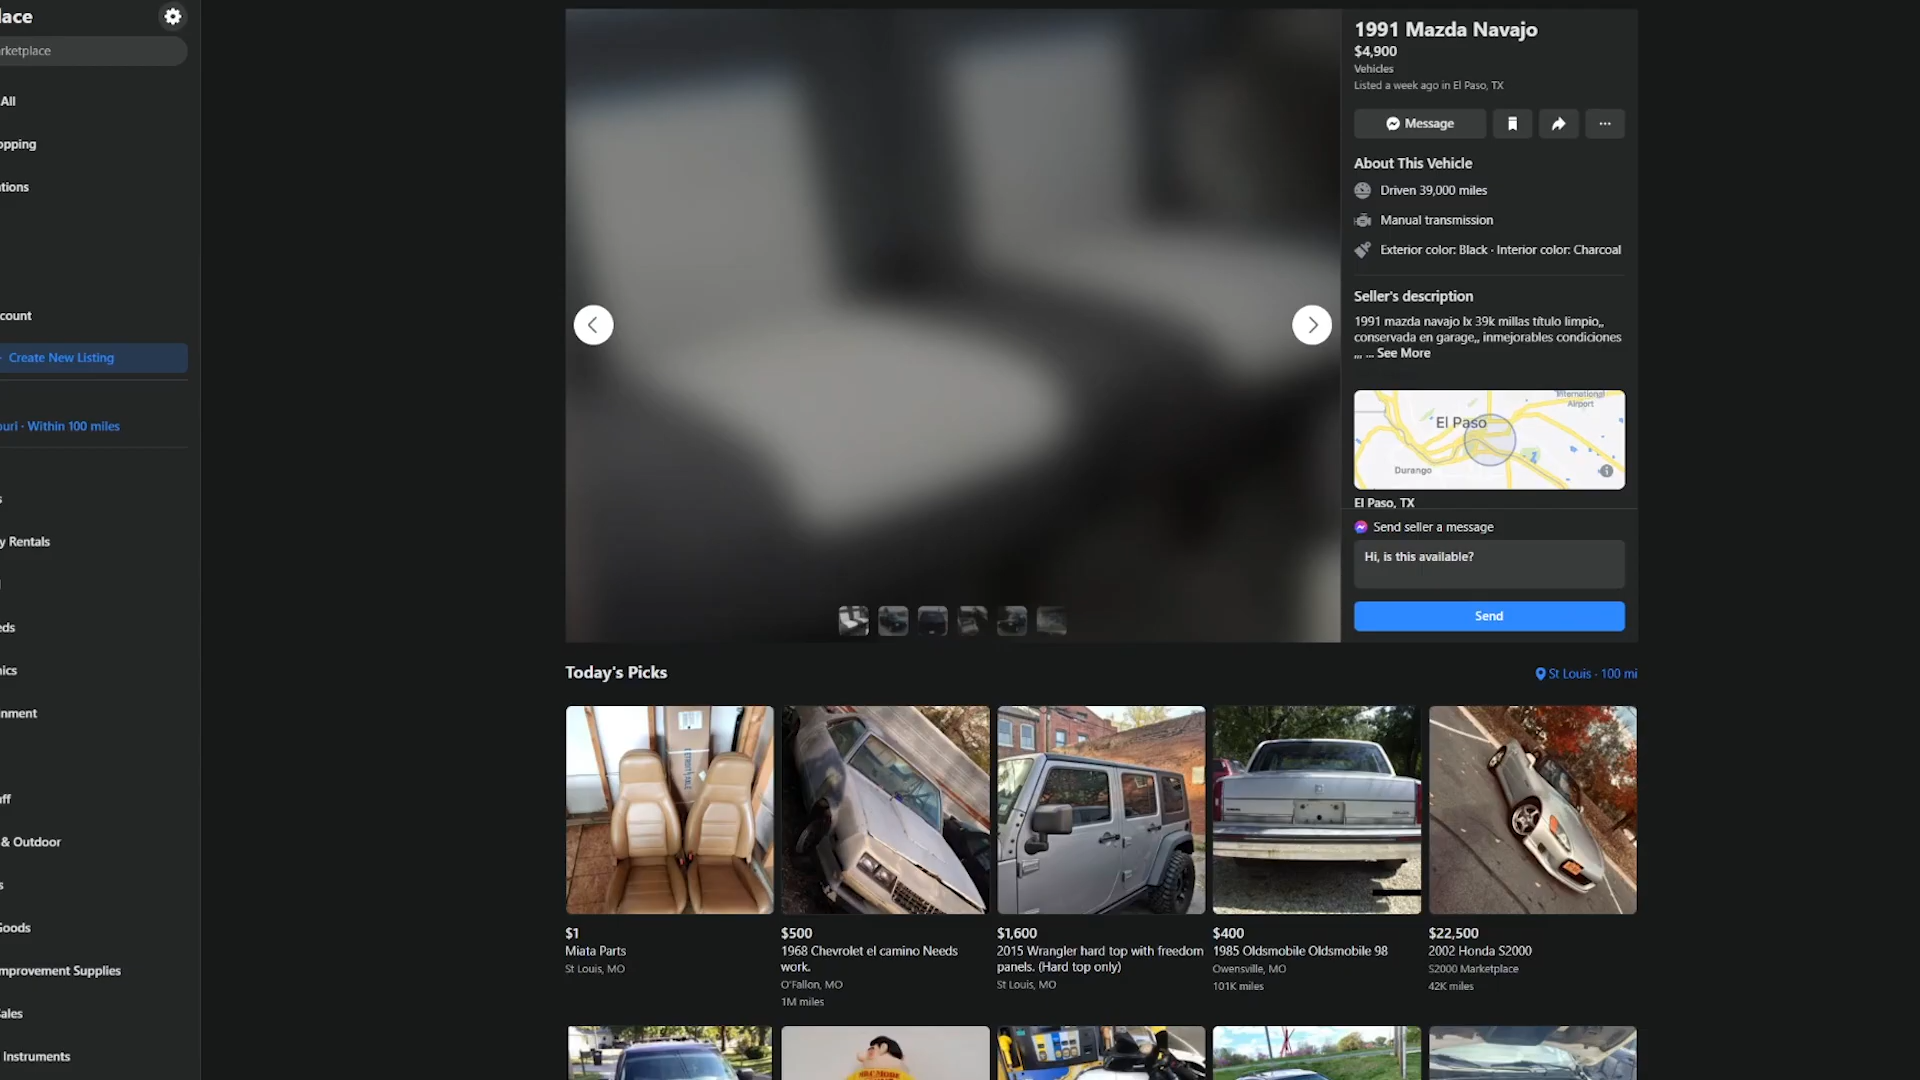 lace
rketplace
All
opping
tions
count
Create New Listing
ouri · Within 100 miles
s
y Rentals
eds
ics
inment
ff
& Outdoor
s
Goods
mprovement Supplies
ales
Instruments
1991 Mazda Navajo
$4,900
Vehicles
Listed a week ago in El Paso, TX
Message
About This Vehicle
Driven 39,000 miles
Manual transmission
Exterior color: Black · Interior color: Charcoal
Seller's description
1991 mazda navajo lx 39k millas título limpio,,
conservada en garage,, inmejorables condiciones
,,, ... See More
International
Airport
El Paso
Durango
El Paso, TX
Send seller a message
Hi, is this available?
Send
Today's Picks
St Louis · 100 mi
$1
Miata Parts
St Louis, MO
$500
1968 Chevrolet el camino Needs
work.
O'Fallon, MO
1M miles
$1,600
2015 Wrangler hard top with freedom
panels. (Hard top only)
St Louis, MO
$400
1985 Oldsmobile Oldsmobile 98
Owensville, MO
101K miles
$22,500
2002 Honda S2000
S2000 Marketplace
42K miles